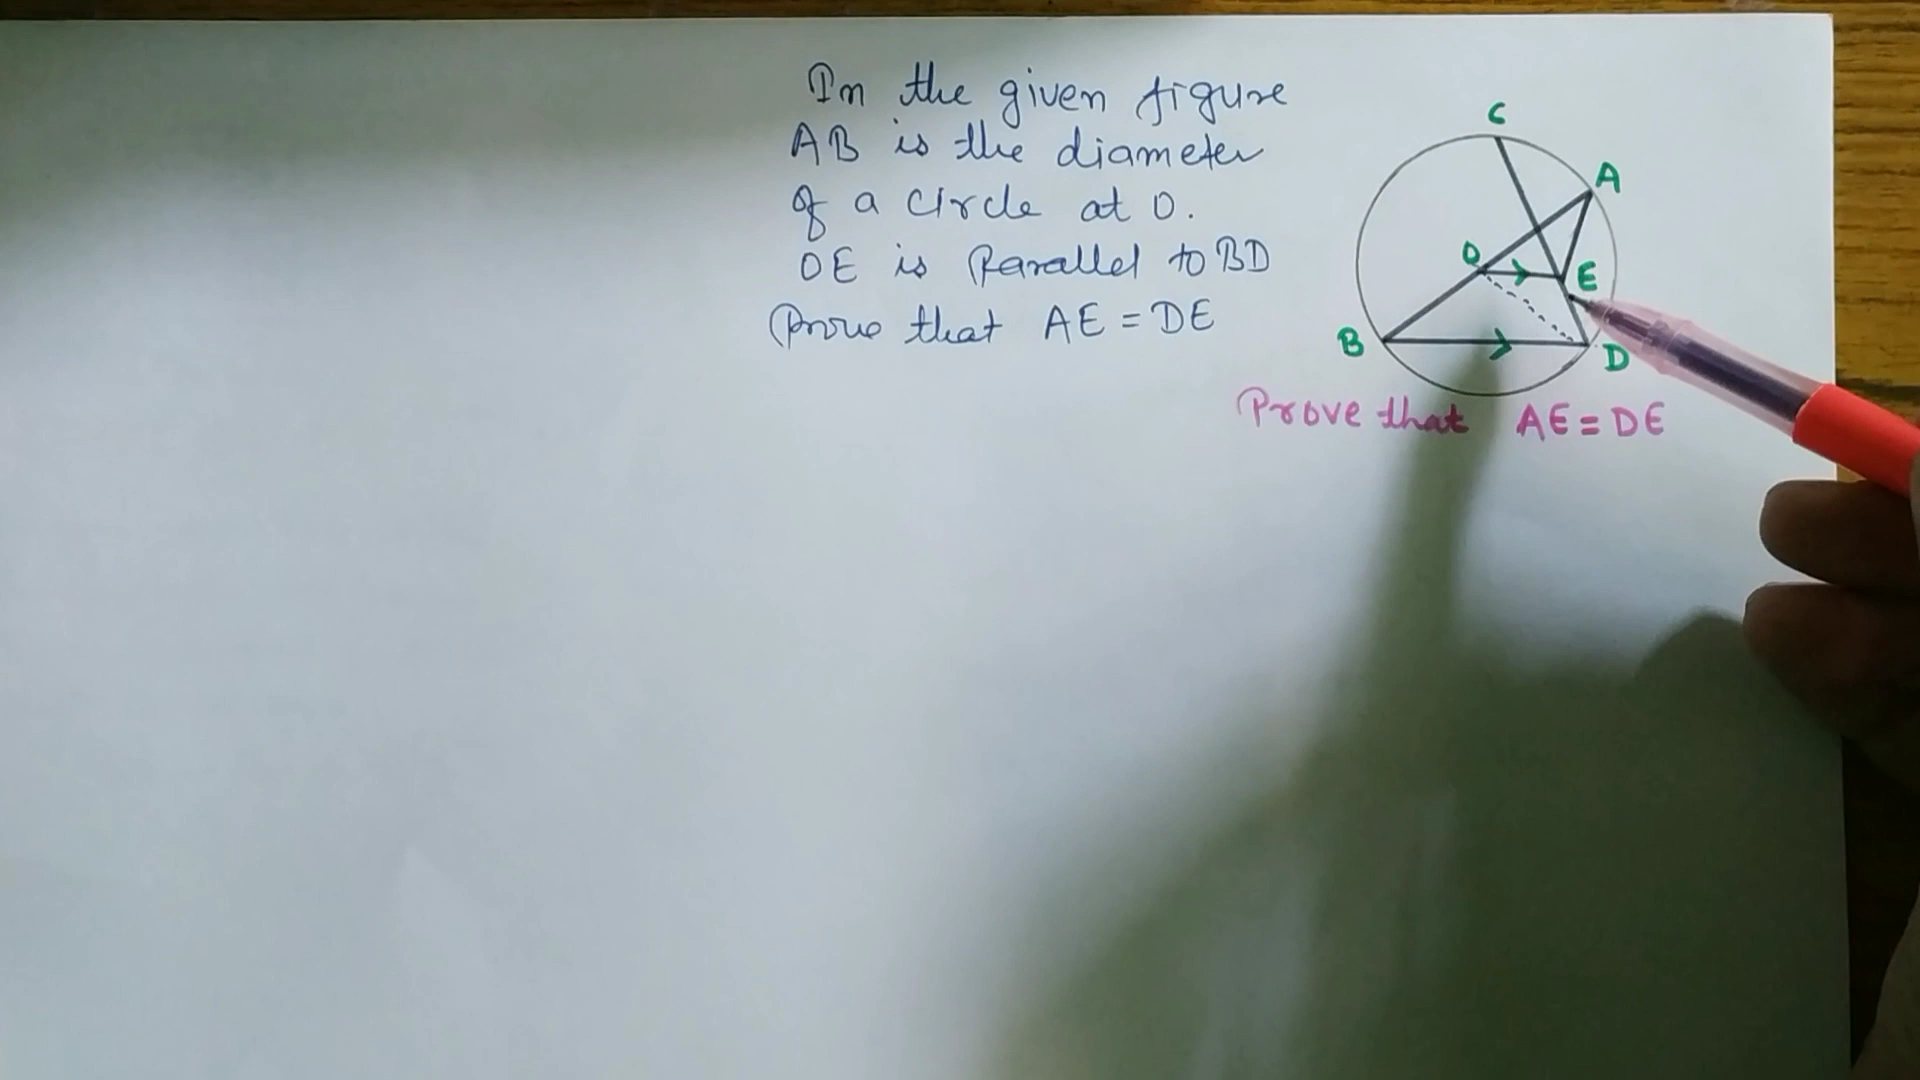 In the given figure
AB is the diameter
of a circle at O.
OE is Parallel to BD
Prove that AE = DE
C
A
O
E
B
D
Prove that AE = DE